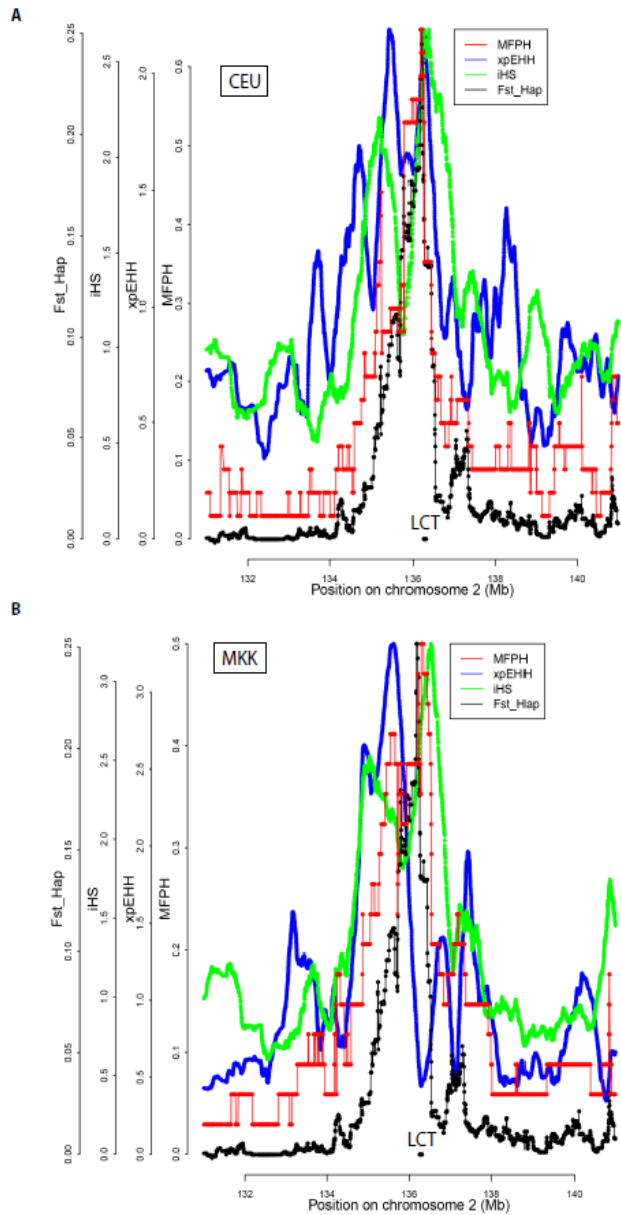 A
CEU
MFPH
xpEHH
iHS
Fst_Hap
Fst_Hap
0.00 0.05 0.10 0.15 0.20 0.25
iHS
0.0 0.5 1.0 1.5 2.0 2.5
xpEHH
0.0 0.5 1.0 1.5 2.0
MFPH
0.0 0.1 0.2 0.3 0.4 0.5 0.6
LCT
132 134 136 138 140
Position on chromosome 2 (Mb)
B
MKK
MFPH
xpEHH
iHS
Fst_Hap
Fst_Hap
0.00 0.05 0.10 0.15 0.20 0.25
iHS
0.0 0.5 1.0 1.5 2.0 2.5 3.0
xpEHH
0.0 0.5 1.0 1.5 2.0 2.5 3.0
MFPH
0.0 0.1 0.2 0.3 0.4 0.5
LCT
132 134 136 138 140
Position on chromosome 2 (Mb)